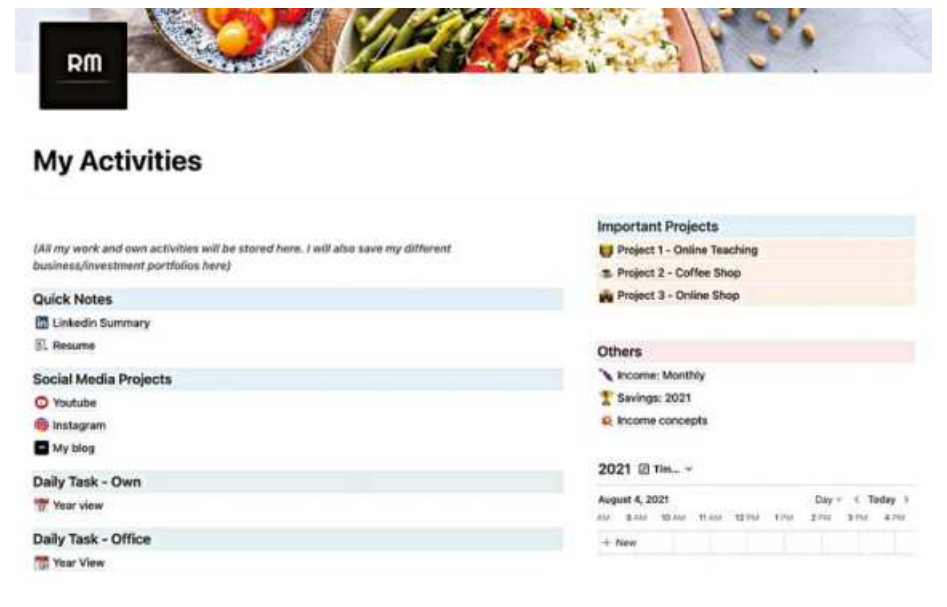 RM
My Activities
(All my work and own activities will be stored here. I will also save my different
business/investment portfolios here)
Quick Notes
Linkedin Summary
Resume
Social Media Projects
Youtube
Instagram
My blog
Daily Task - Own
Year view
Daily Task - Office
Year View
Important Projects
Project 1 - Online Teaching
Project 2 - Coffee Shop
Project 3 - Online Shop
Others
Income: Monthly
Savings: 2021
Income concepts
2021 Tim...
August 4, 2021 Day < Today >
AM 9 AM 10 AM 11 AM 12 PM 1 PM 2 PM 3 PM 4 PM
+ New